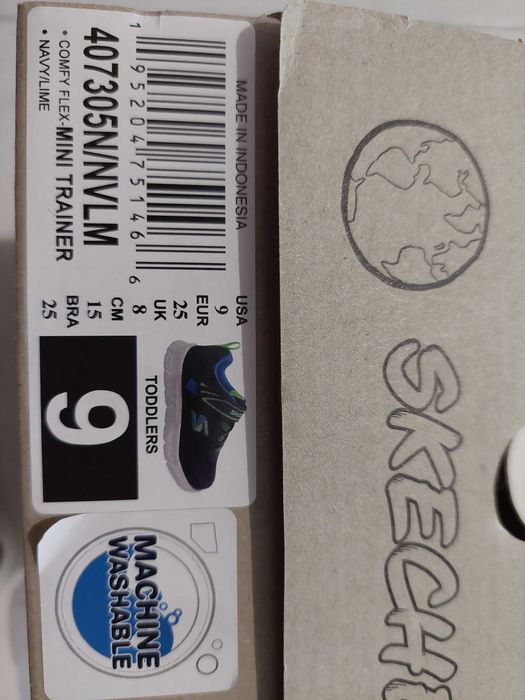 MADE IN INDONESIA
1 95204 75146 6
407305N/NVLM
• COMFY FLEX-MINI TRAINER
• NAVY/LIME
USA
9
EUR
25
UK
8
CM
15
BRA
25
TODDLERS
9
MACHINE
WASHABLE
SKECH